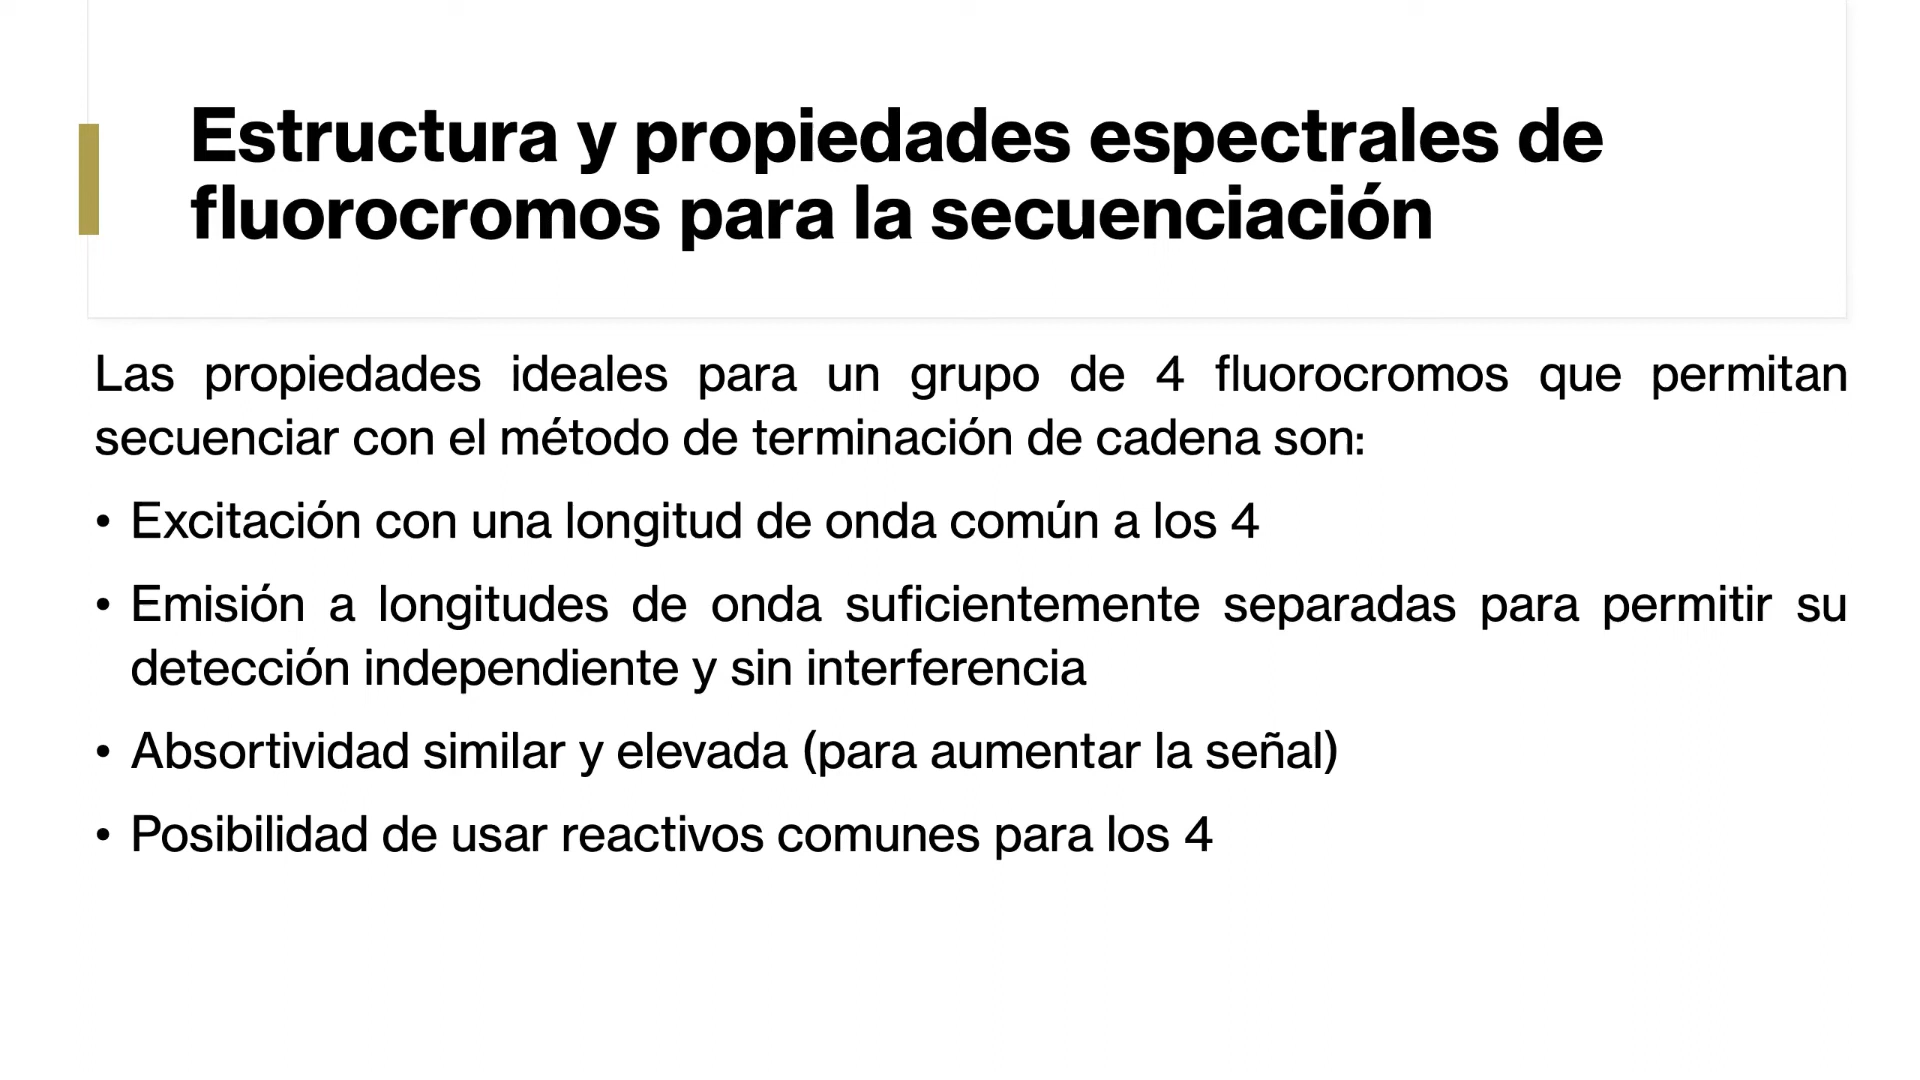 Estructura y propiedades espectrales de
fluorocromos para la secuenciación
Las propiedades ideales para un grupo de 4 fluorocromos que permitan
secuenciar con el método de terminación de cadena son:
• Excitación con una longitud de onda común a los 4
• Emisión a longitudes de onda suficientemente separadas para permitir su
detección independiente y sin interferencia
• Absortividad similar y elevada (para aumentar la señal)
• Posibilidad de usar reactivos comunes para los 4